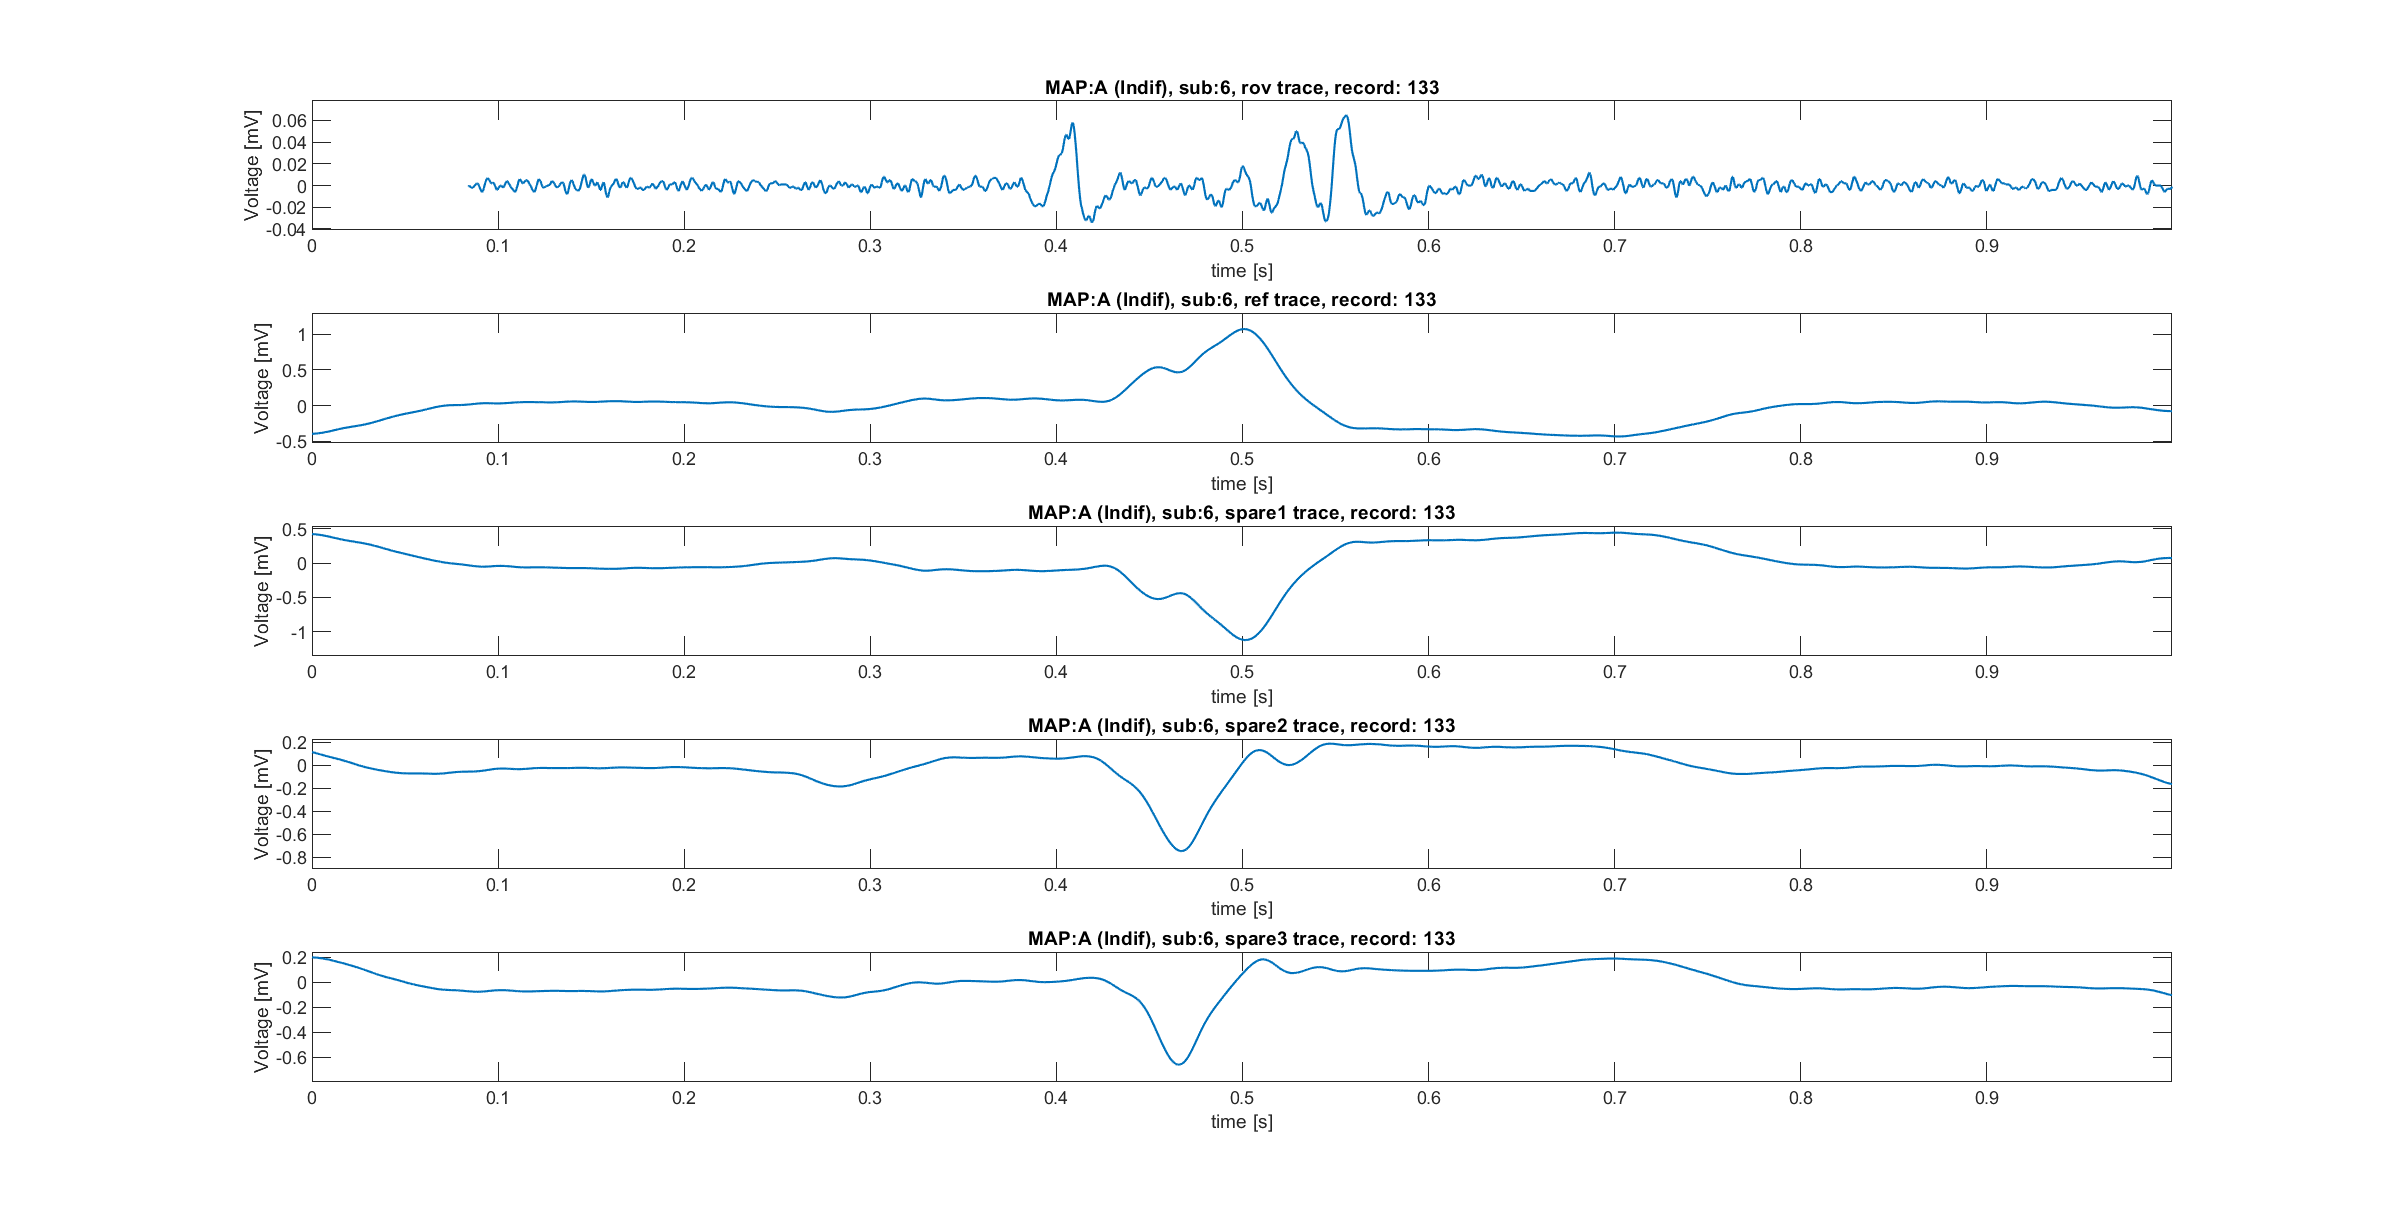 MAP:A (Indif), sub:6, rov trace, record: 133
Voltage [mV]
0.06
0.04
0.02
0
-0.02
-0.04
0 0.1 0.2 0.3 0.4 0.5 0.6 0.7 0.8 0.9
time [s]
MAP:A (Indif), sub:6, ref trace, record: 133
Voltage [mV]
1
0.5
0
-0.5
0 0.1 0.2 0.3 0.4 0.5 0.6 0.7 0.8 0.9
time [s]
MAP:A (Indif), sub:6, spare1 trace, record: 133
Voltage [mV]
0.5
0
-0.5
-1
0 0.1 0.2 0.3 0.4 0.5 0.6 0.7 0.8 0.9
time [s]
MAP:A (Indif), sub:6, spare2 trace, record: 133
Voltage [mV]
0.2
0
-0.2
-0.4
-0.6
-0.8
0 0.1 0.2 0.3 0.4 0.5 0.6 0.7 0.8 0.9
time [s]
MAP:A (Indif), sub:6, spare3 trace, record: 133
Voltage [mV]
0.2
0
-0.2
-0.4
-0.6
0 0.1 0.2 0.3 0.4 0.5 0.6 0.7 0.8 0.9
time [s]